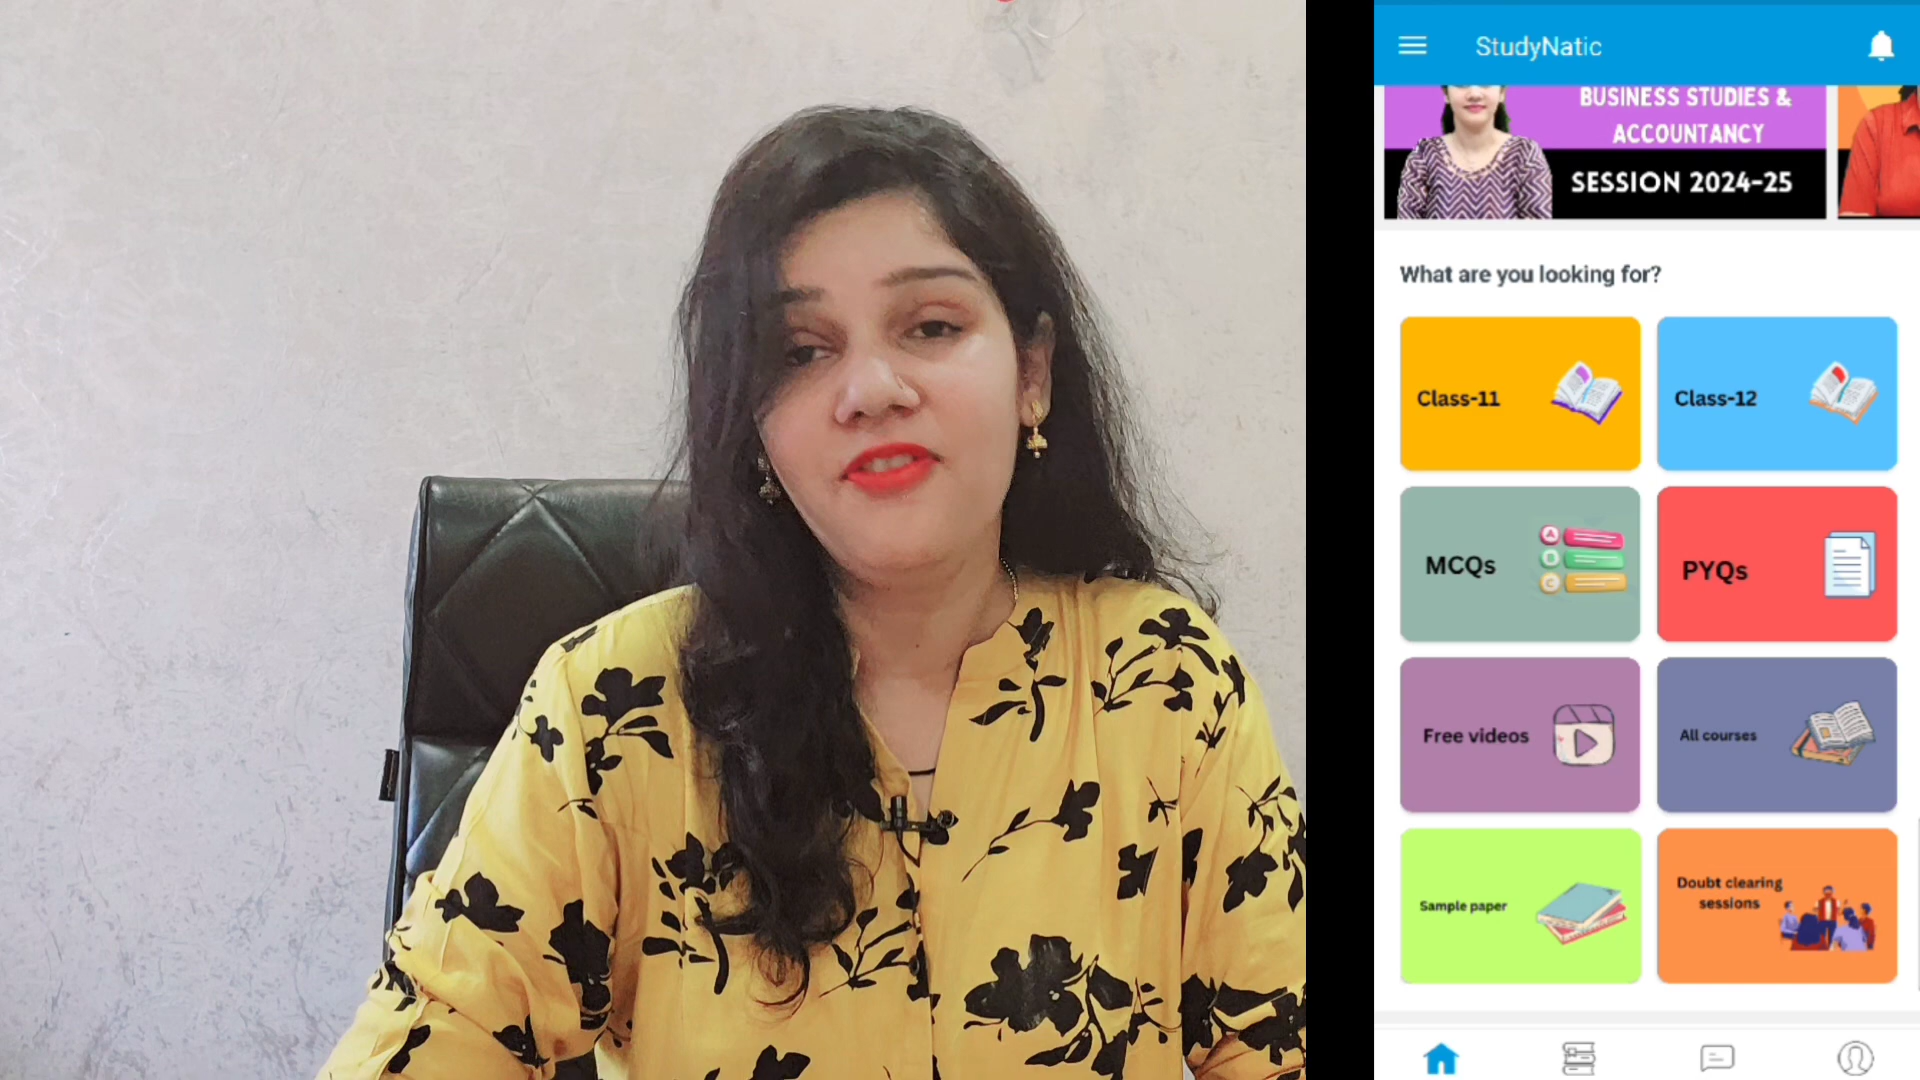 StudyNatic
BUSINESS STUDIES &
ACCOUNTANCY
SESSION 2024-25
What are you looking for?
Class-11
Class-12
MCQs
A
B
C
PYQs
Free videos
All courses
Sample paper
Doubt clearing
sessions